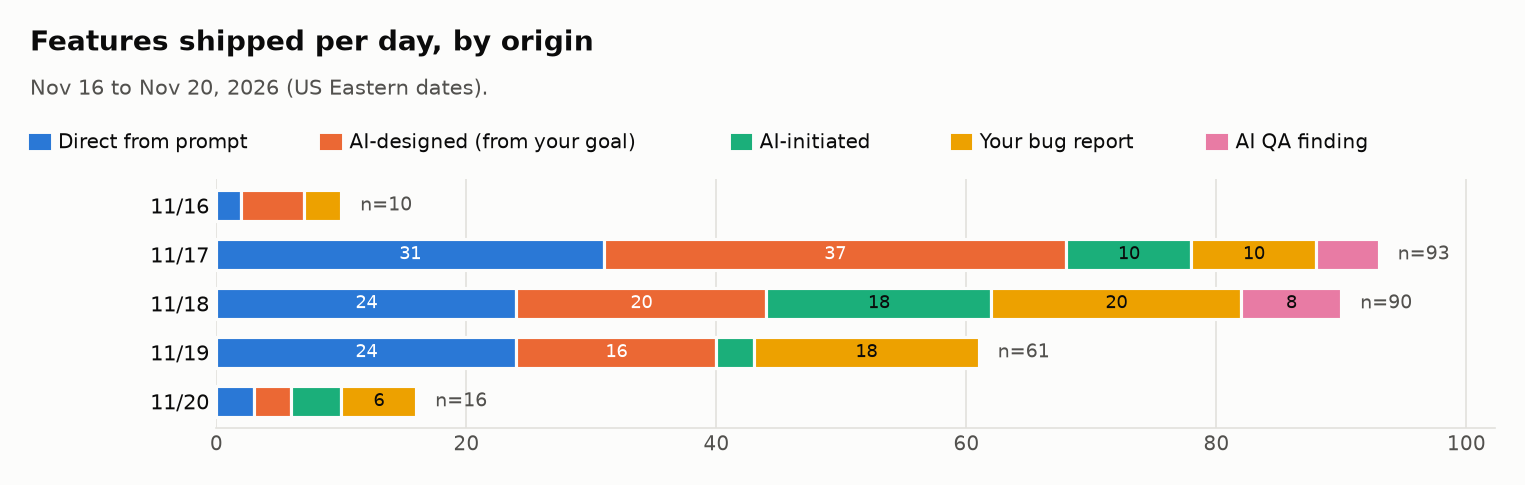 Features shipped per day, by origin
Nov 16 to Nov 20, 2026 (US Eastern dates).
Direct from prompt AI-designed (from your goal) AI-initiated Your bug report AI QA finding
11/16 n=10
11/17 31 37 10 10 n=93
11/18 24 20 18 20 8 n=90
11/19 24 16 18 n=61
11/20 6 n=16
0 20 40 60 80 100